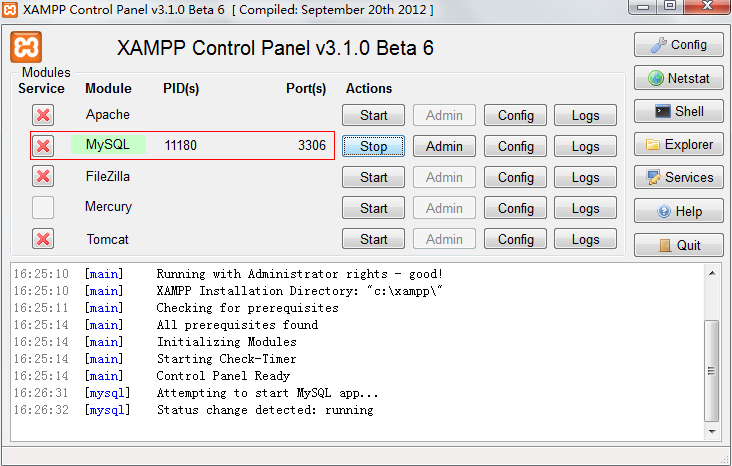 XAMPP Control Panel v3.1.0 Beta 6 [ Compiled: September 20th 2012 ]
XAMPP Control Panel v3.1.0 Beta 6
Config
Modules
Service Module PID(s) Port(s) Actions
Netstat
Apache Start Admin Config Logs
Shell
MySQL 11180 3306 Stop Admin Config Logs
Explorer
FileZilla Start Admin Config Logs
Services
Mercury Start Admin Config Logs
Help
Tomcat Start Admin Config Logs
Quit
16:25:10 [main] Running with Administrator rights - good!
16:25:10 [main] XAMPP Installation Directory: "c:\xampp\"
16:25:11 [main] Checking for prerequisites
16:25:14 [main] All prerequisites found
16:25:14 [main] Initializing Modules
16:25:14 [main] Starting Check-Timer
16:25:14 [main] Control Panel Ready
16:26:31 [mysql] Attempting to start MySQL app...
16:26:32 [mysql] Status change detected: running